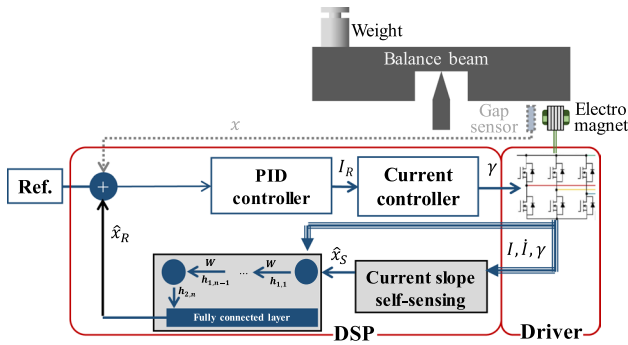 Weight
Balance beam
Gap
sensor
Electro
magnet
x
Ref.
+
PID
controller
I_R
Current
controller
γ
x̂_R
x̂_S
I, İ, γ
W
h_{1,n−1}
...
W
h_{1,1}
h_{2,n}
Fully connected layer
Current slope
self-sensing
DSP
Driver